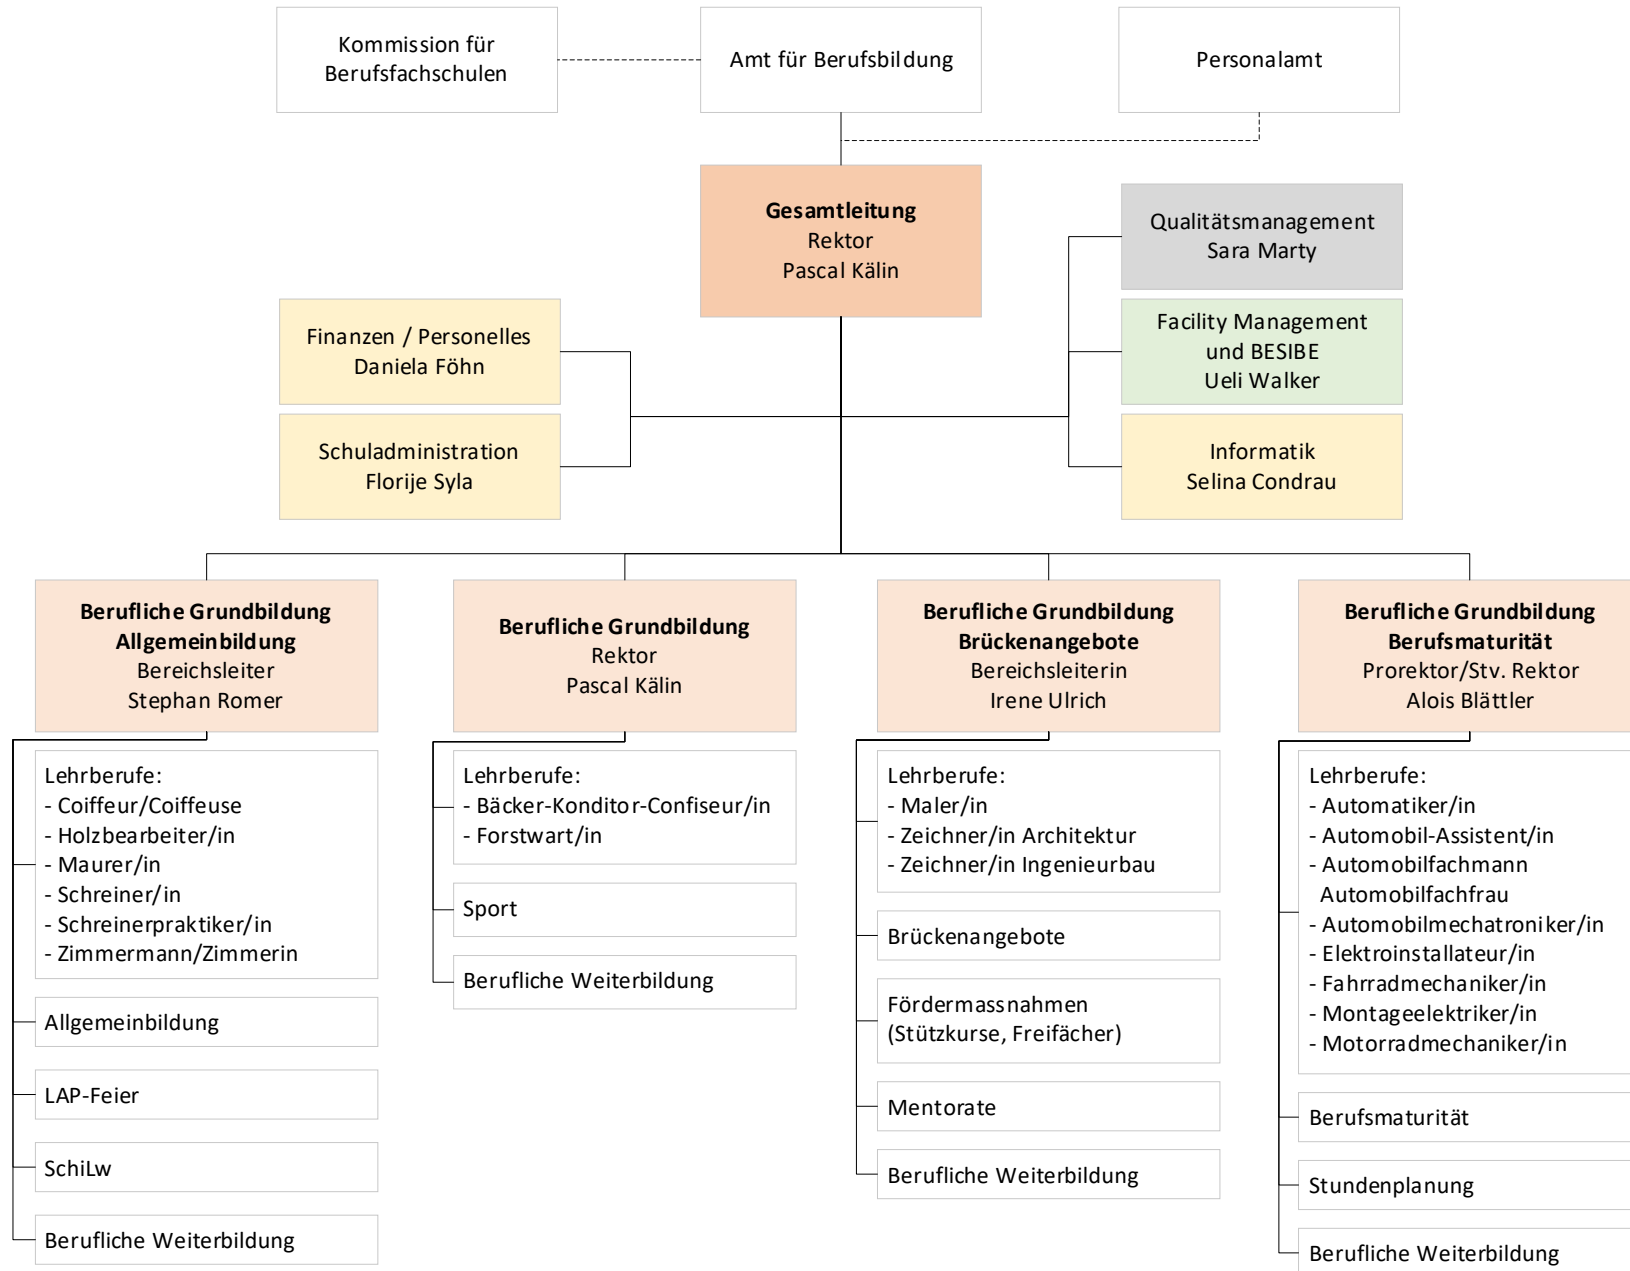 Kommission für
Berufsfachschulen
Amt für Berufsbildung
Personalamt
Gesamtleitung
Rektor
Pascal Kälin
Qualitätsmanagement
Sara Marty
Finanzen / Personelles
Daniela Föhn
Facility Management
und BESIBE
Ueli Walker
Schuladministration
Florije Syla
Informatik
Selina Condrau
Berufliche Grundbildung
Allgemeinbildung
Bereichsleiter
Stephan Romer
Berufliche Grundbildung
Rektor
Pascal Kälin
Berufliche Grundbildung
Brückenangebote
Bereichsleiterin
Irene Ulrich
Berufliche Grundbildung
Berufsmaturität
Prorektor/Stv. Rektor
Alois Blättler
Lehrberufe:
- Coiffeur/Coiffeuse
- Holzbearbeiter/in
- Maurer/in
- Schreiner/in
- Schreinerpraktiker/in
- Zimmermann/Zimmerin
Allgemeinbildung
LAP-Feier
SchiLw
Berufliche Weiterbildung
Lehrberufe:
- Bäcker-Konditor-Confiseur/in
- Forstwart/in
Sport
Berufliche Weiterbildung
Lehrberufe:
- Maler/in
- Zeichner/in Architektur
- Zeichner/in Ingenieurbau
Brückenangebote
Fördermassnahmen
(Stützkurse, Freifächer)
Mentorate
Berufliche Weiterbildung
Lehrberufe:
- Automatiker/in
- Automobil-Assistent/in
- Automobilfachmann
Automobilfachfrau
- Automobilmechatroniker/in
- Elektroinstallateur/in
- Fahrradmechaniker/in
- Montageelektriker/in
- Motorradmechaniker/in
Berufsmaturität
Stundenplanung
Berufliche Weiterbildung